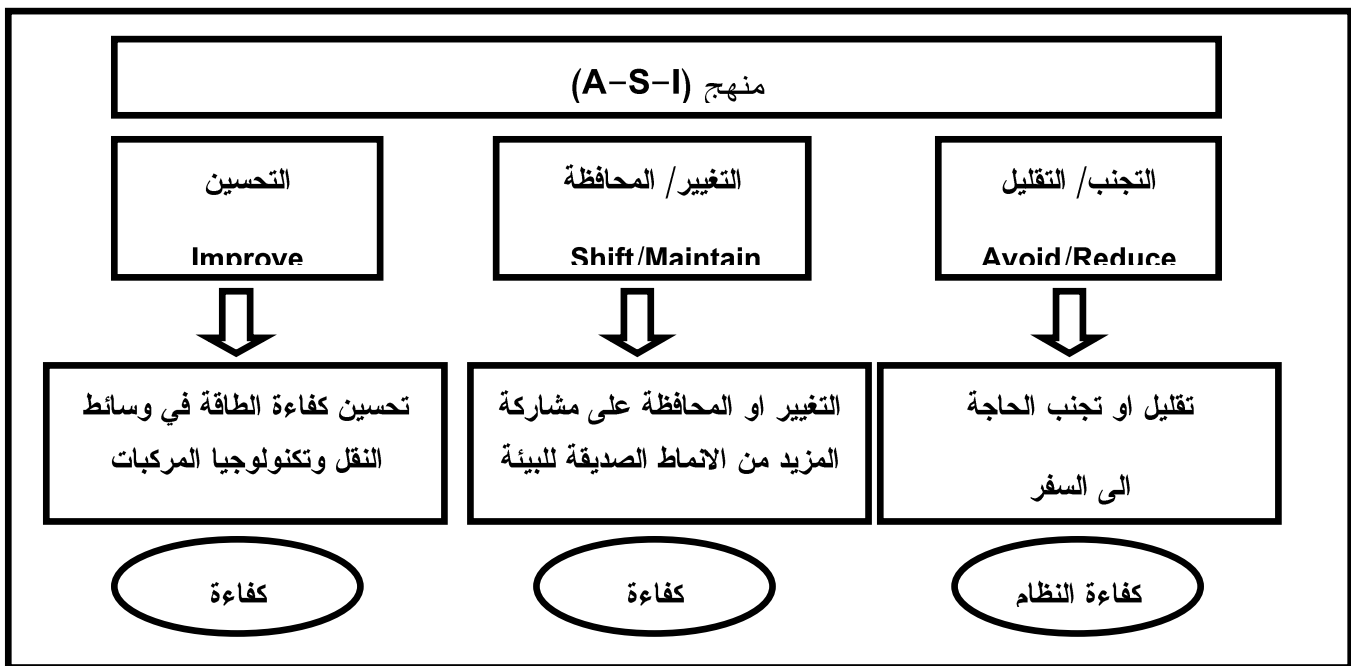 منهج (A-S-I)
التجنب/ التقليل
Avoid/Reduce
التغيير/ المحافظة
Shift/Maintain
التحسين
Improve
تقليل او تجنب الحاجة
الى السفر
التغيير او المحافظة على مشاركة
المزيد من الانماط الصديقة للبيئة
تحسين كفاءة الطاقة في وسائط
النقل وتكنولوجيا المركبات
كفاءة النظام
كفاءة
كفاءة